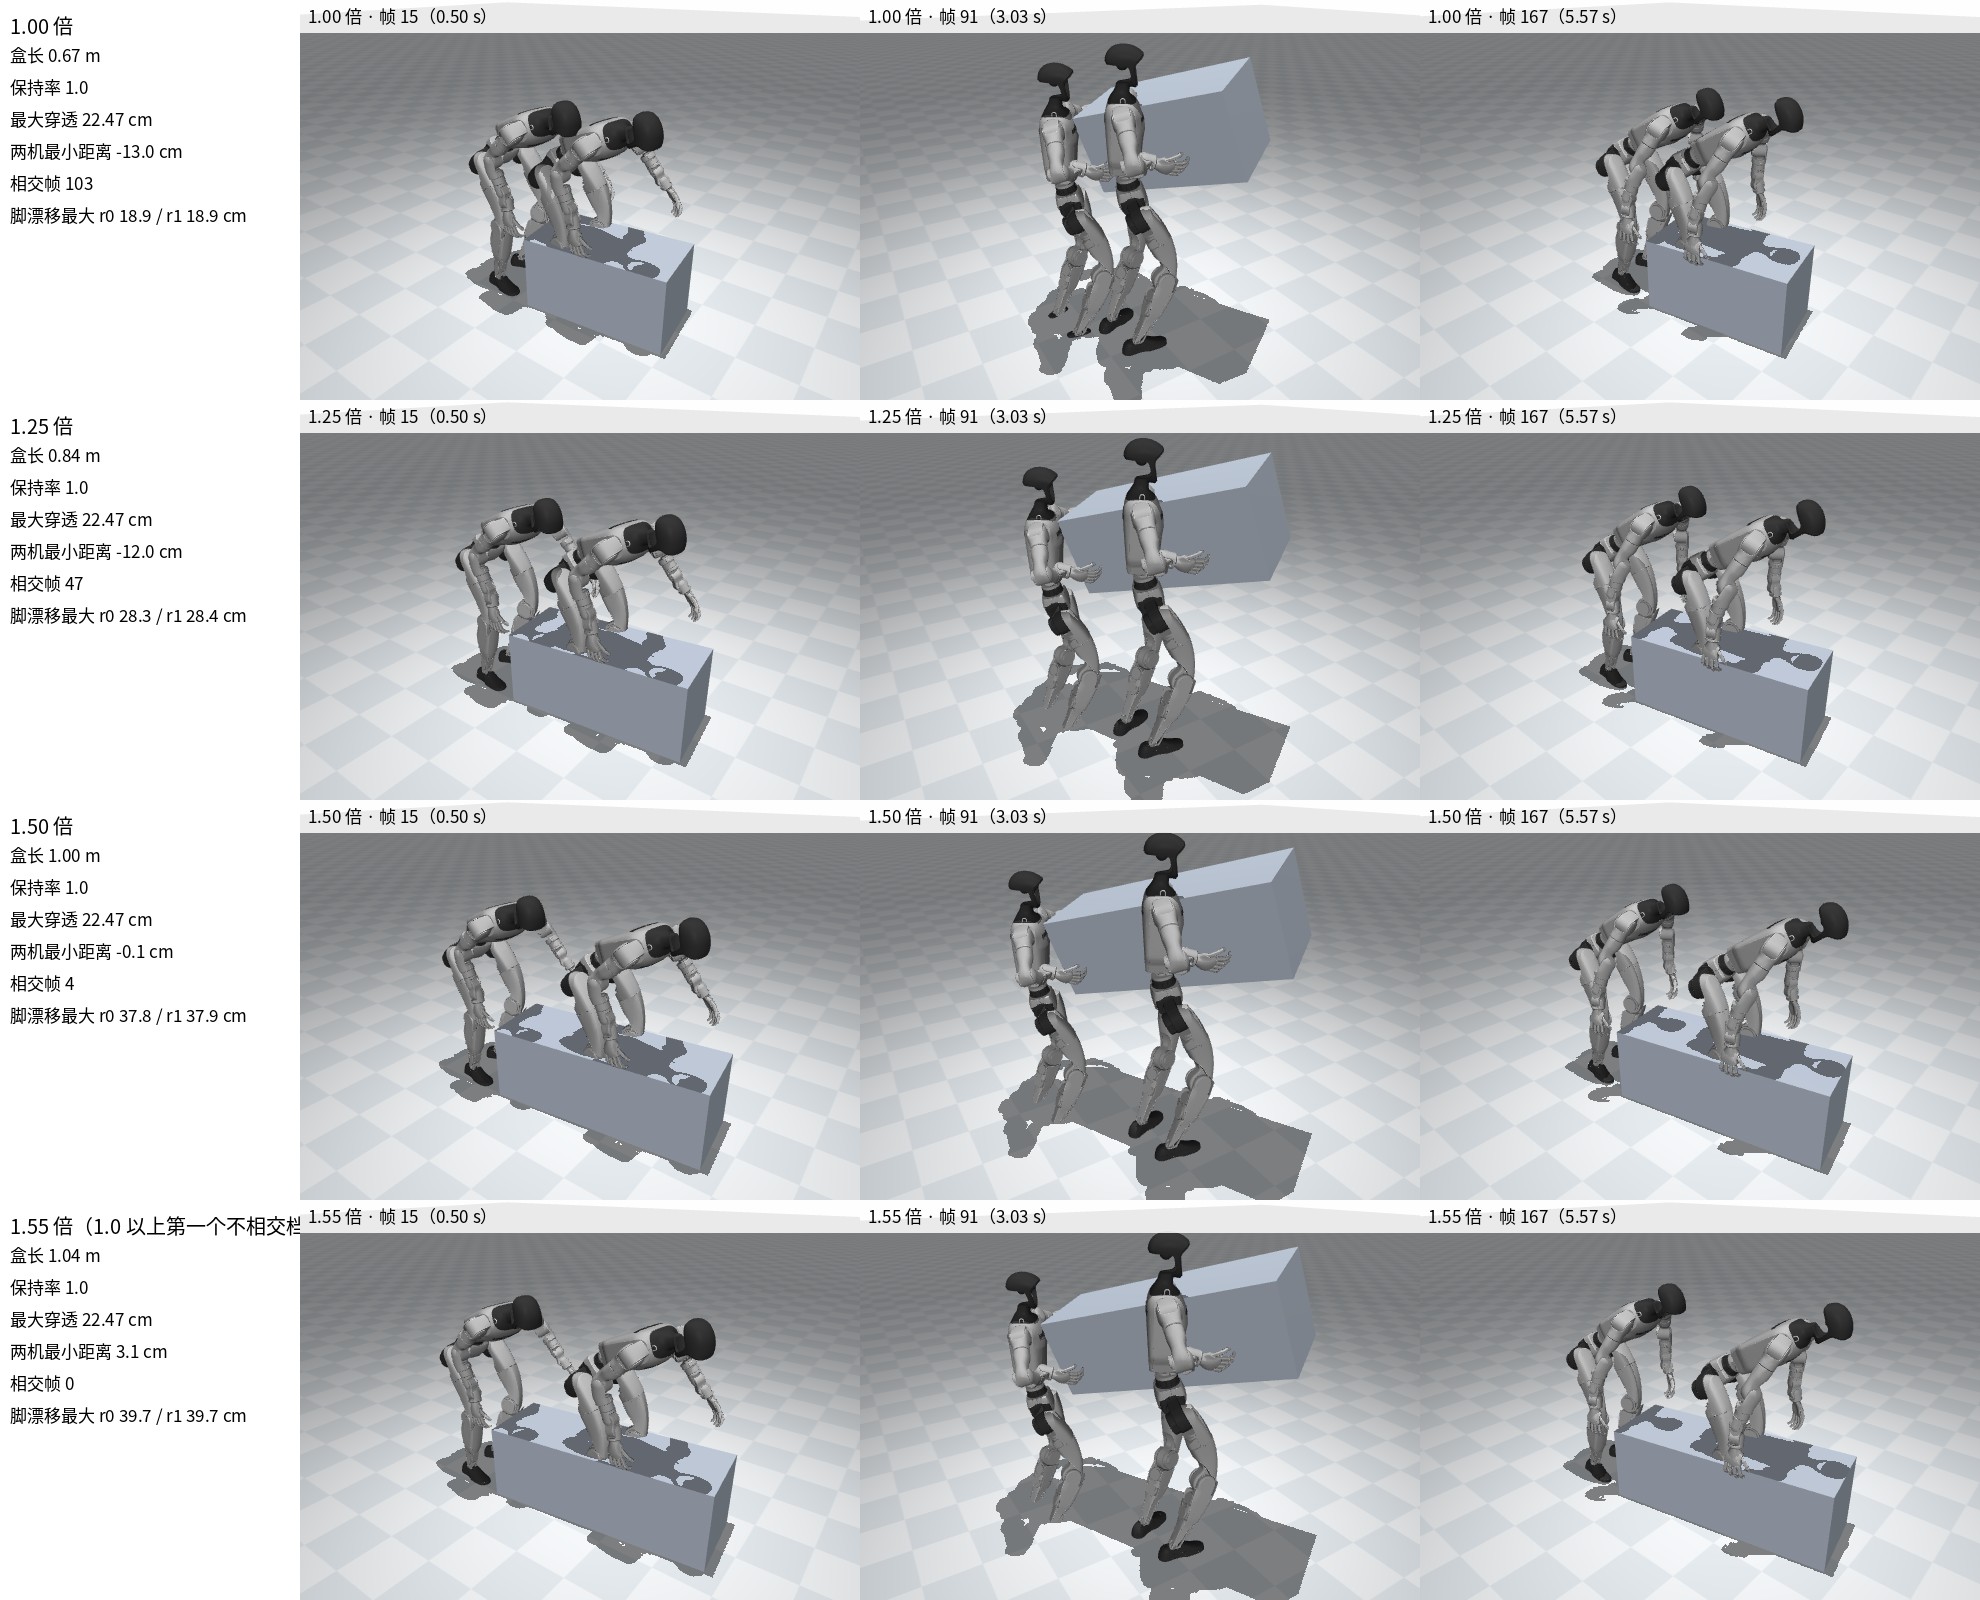 1.00 倍
盒长 0.67 m
保持率 1.0
最大穿透 22.47 cm
两机最小距离 -13.0 cm
相交帧 103
脚漂移最大 r0 18.9 / r1 18.9 cm
1.00 倍 · 帧 15（0.50 s）
1.00 倍 · 帧 91（3.03 s）
1.00 倍 · 帧 167（5.57 s）
1.25 倍
盒长 0.84 m
保持率 1.0
最大穿透 22.47 cm
两机最小距离 -12.0 cm
相交帧 47
脚漂移最大 r0 28.3 / r1 28.4 cm
1.25 倍 · 帧 15（0.50 s）
1.25 倍 · 帧 91（3.03 s）
1.25 倍 · 帧 167（5.57 s）
1.50 倍
盒长 1.00 m
保持率 1.0
最大穿透 22.47 cm
两机最小距离 -0.1 cm
相交帧 4
脚漂移最大 r0 37.8 / r1 37.9 cm
1.50 倍 · 帧 15（0.50 s）
1.50 倍 · 帧 91（3.03 s）
1.50 倍 · 帧 167（5.57 s）
1.55 倍（1.0 以上第一个不相交档
盒长 1.04 m
保持率 1.0
最大穿透 22.47 cm
两机最小距离 3.1 cm
相交帧 0
脚漂移最大 r0 39.7 / r1 39.7 cm
1.55 倍 · 帧 15（0.50 s）
1.55 倍 · 帧 91（3.03 s）
1.55 倍 · 帧 167（5.57 s）